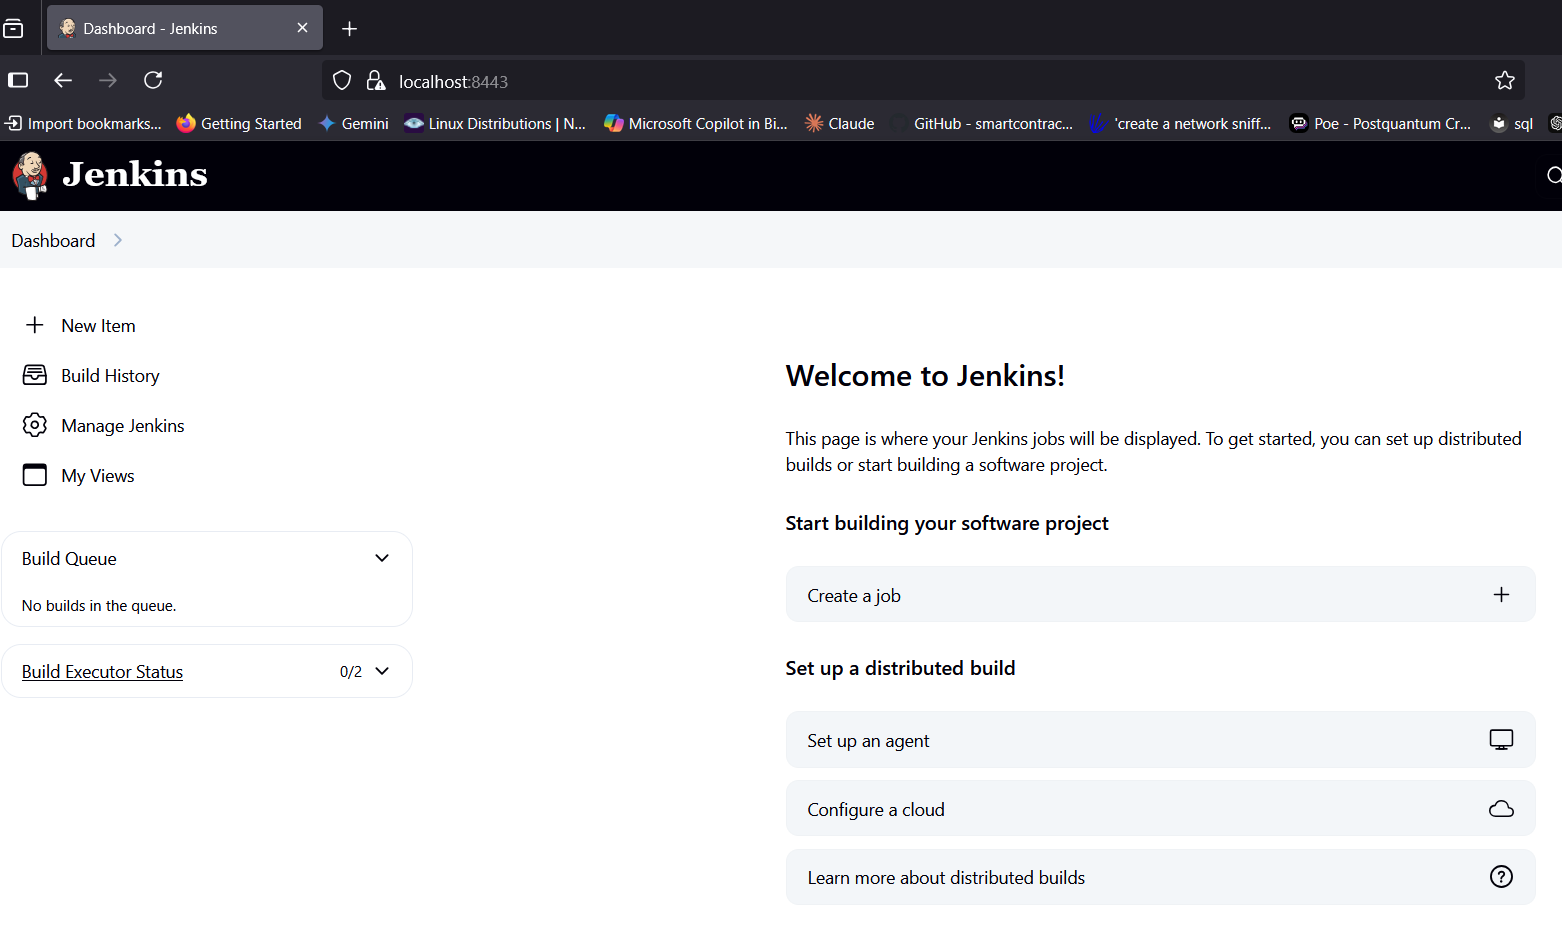 Dashboard - Jenkins
localhost:8443
Import bookmarks... Getting Started Gemini Linux Distributions | N... Microsoft Copilot in Bi... Claude GitHub - smartcontrac... 'create a network sniff... Poe - Postquantum Cr... sql
Jenkins
Dashboard
New Item
Build History
Manage Jenkins
My Views
Build Queue
No builds in the queue.
Build Executor Status 0/2
Welcome to Jenkins!
This page is where your Jenkins jobs will be displayed. To get started, you can set up distributed
builds or start building a software project.
Start building your software project
Create a job
Set up a distributed build
Set up an agent
Configure a cloud
Learn more about distributed builds